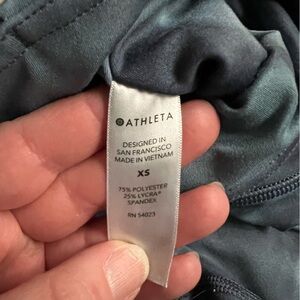 ATHLETA
DESIGNED IN
SAN FRANCISCO
MADE IN VIETNAM
XS
75% POLYESTER
25% LYCRA®
SPANDEX
RN 54023